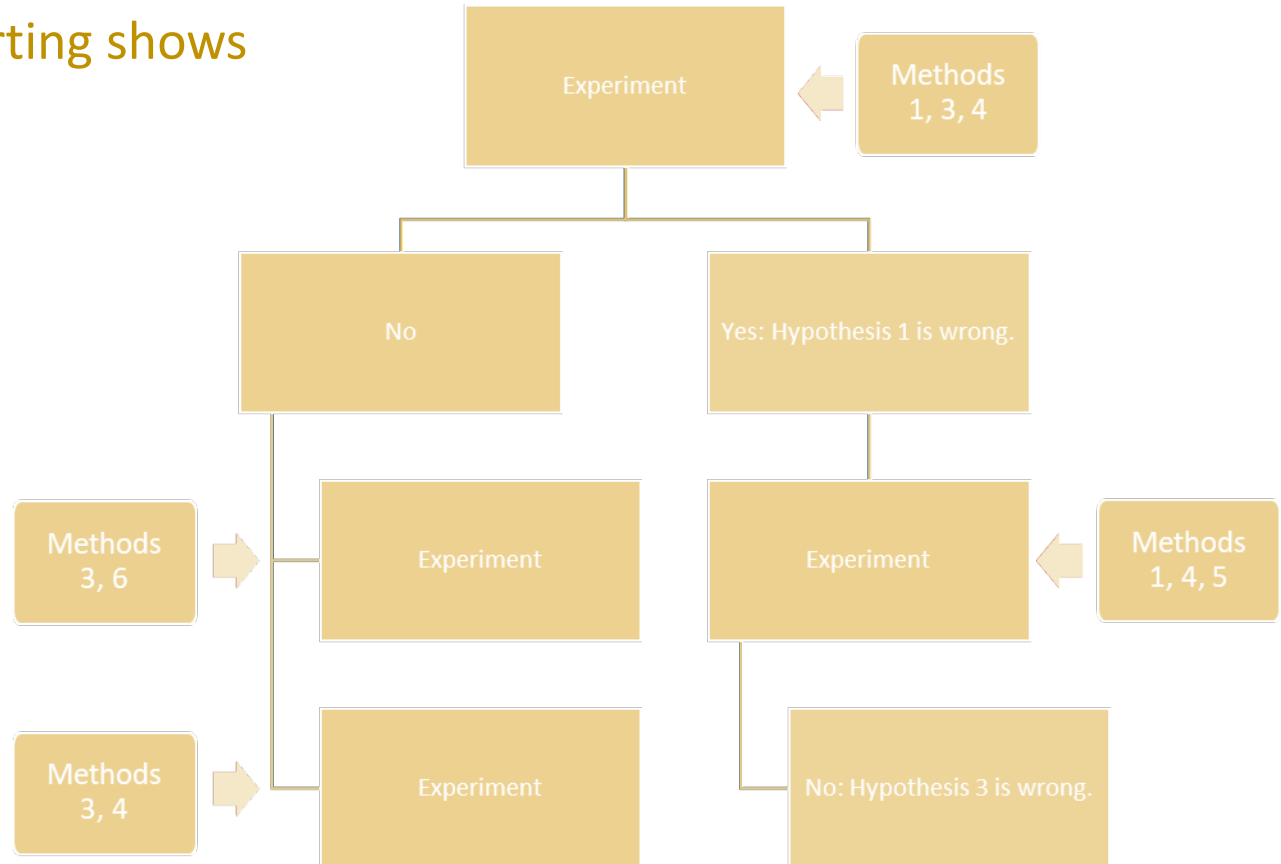 rting shows
Experiment
Methods
1, 3, 4
No
Yes: Hypothesis 1 is wrong.
Methods
3, 6
Experiment
Experiment
Methods
1, 4, 5
Methods
3, 4
Experiment
No: Hypothesis 3 is wrong.